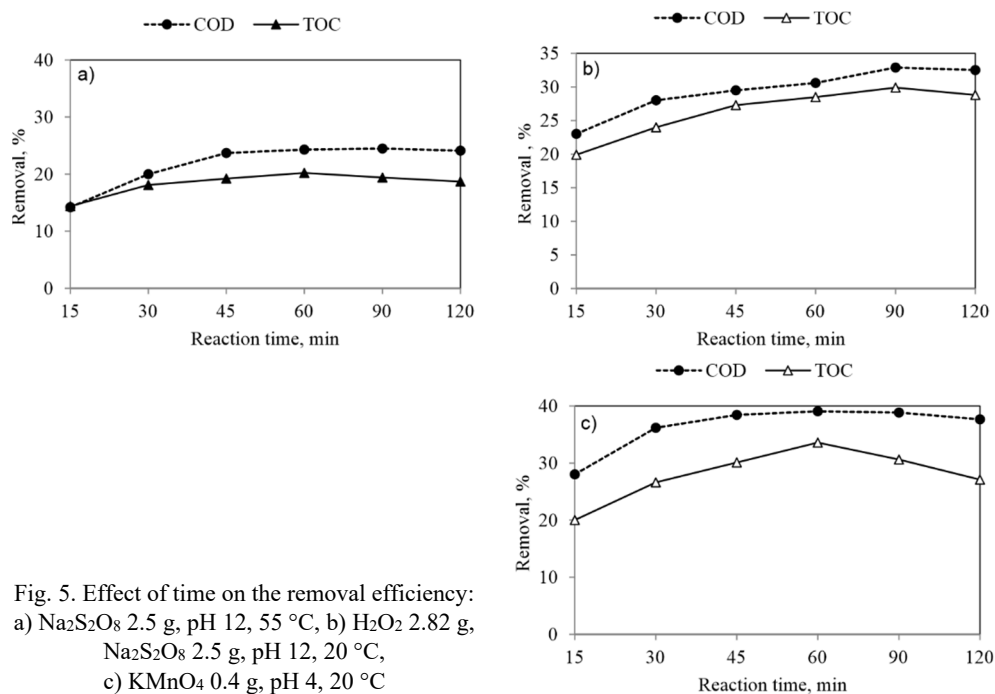 COD TOC
a)
40
30
20
10
0
Removal, %
15 30 45 60 90 120
Reaction time, min
COD TOC
b)
35
30
25
20
15
10
5
0
Removal , %
15 30 45 60 90 120
Reaction time, min
COD TOC
c)
40
30
20
10
0
Removal, %
15 30 45 60 90 120
Reaction time, min
Fig. 5. Effect of time on the removal efficiency:
a) Na₂S₂O₈ 2.5 g, pH 12, 55 °C, b) H₂O₂ 2.82 g,
Na₂S₂O₈ 2.5 g, pH 12, 20 °C,
c) KMnO₄ 0.4 g, pH 4, 20 °C